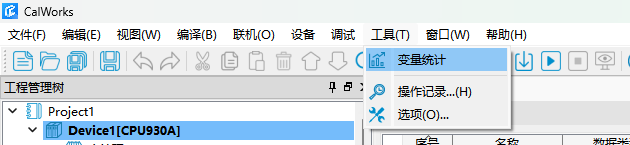 CalWorks
文件(F) 编辑(E) 视图(W) 编译(B) 联机(O) 设备 调试 工具(T) 窗口(W) 帮助(H)
变量统计
工程管理树
操作记录...(H)
Project1
选项(O)...
Device1[CPU930A]
序号 名称 数据类